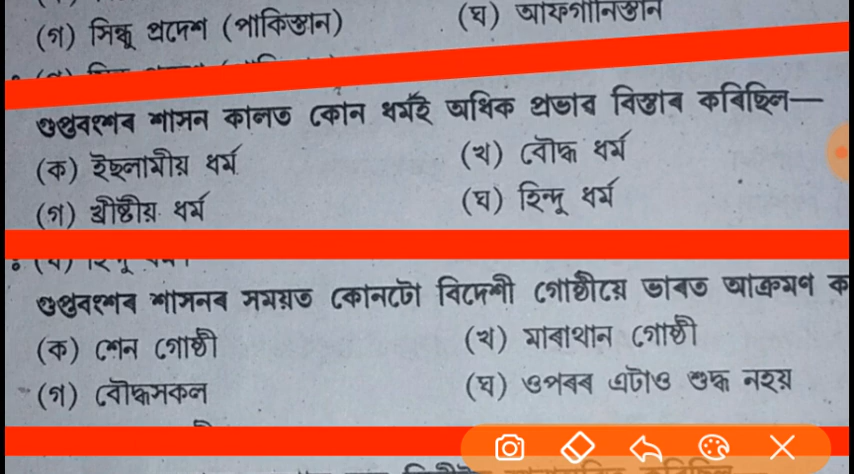 (গ) সিন্ধু প্ৰদেশ (পাকিস্তান) (ঘ) আফগানিস্তান
গুপ্তবংশৰ শাসন কালত কোন ধৰ্মই অধিক প্ৰভাৱ বিস্তাৰ কৰিছিল—
(ক) ইছলামীয় ধৰ্ম (খ) বৌদ্ধ ধৰ্ম
(গ) খ্ৰীষ্টীয় ধৰ্ম (ঘ) হিন্দু ধৰ্ম
গুপ্তবংশৰ শাসনৰ সময়ত কোনটো বিদেশী গোষ্ঠীয়ে ভাৰত আক্ৰমণ ক
(ক) শেন গোষ্ঠী (খ) মাৰাথান গোষ্ঠী
(গ) বৌদ্ধসকল (ঘ) ওপৰৰ এটাও শুদ্ধ নহয়